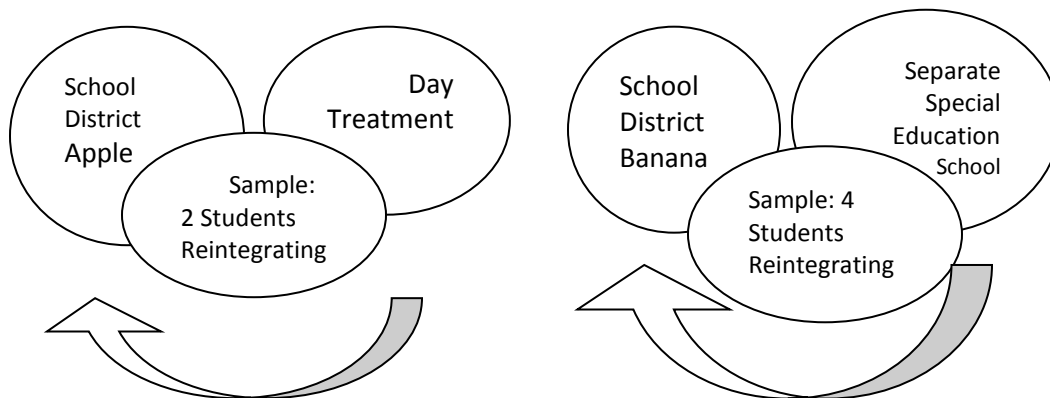 School
District
Apple
Day
Treatment
Sample:
2 Students
Reintegrating
School
District
Banana
Separate
Special
Education
School
Sample: 4
Students
Reintegrating